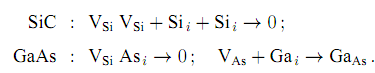 SiC : V_Si V_Si + Si_i + Si_i → 0 ;
GaAs : V_Si As_i → 0 ; V_As + Ga_i → Ga_As .